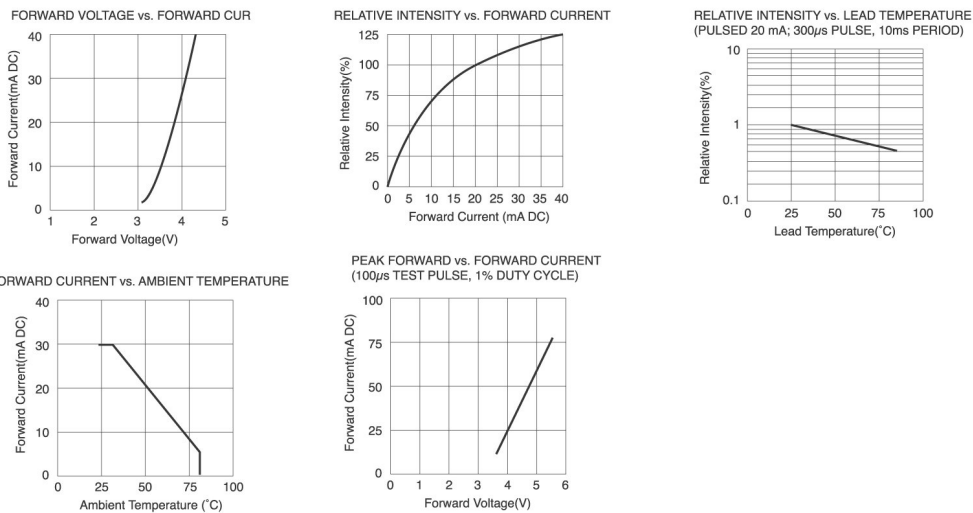 FORWARD VOLTAGE vs. FORWARD CUR
Forward Current(mA DC)
40
30
20
10
0
1 2 3 4 5
Forward Voltage(V)
RELATIVE INTENSITY vs. FORWARD CURRENT
Relative Intensity(%)
125
100
75
50
25
0
0 5 10 15 20 25 30 35 40
Forward Current (mA DC)
RELATIVE INTENSITY vs. LEAD TEMPERATURE
(PULSED 20 mA; 300µs PULSE, 10ms PERIOD)
Relative Intensity(%)
10
1
0.1
0 25 50 75 100
Lead Temperature(˚C)
ORWARD CURRENT vs. AMBIENT TEMPERATURE
Forward Current(mA DC)
40
30
20
10
0
0 25 50 75 100
Ambient Temperature (˚C)
PEAK FORWARD vs. FORWARD CURRENT
(100µs TEST PULSE, 1% DUTY CYCLE)
Forward Current(mA DC)
100
75
50
25
0
0 1 2 3 4 5 6
Forward Voltage(V)